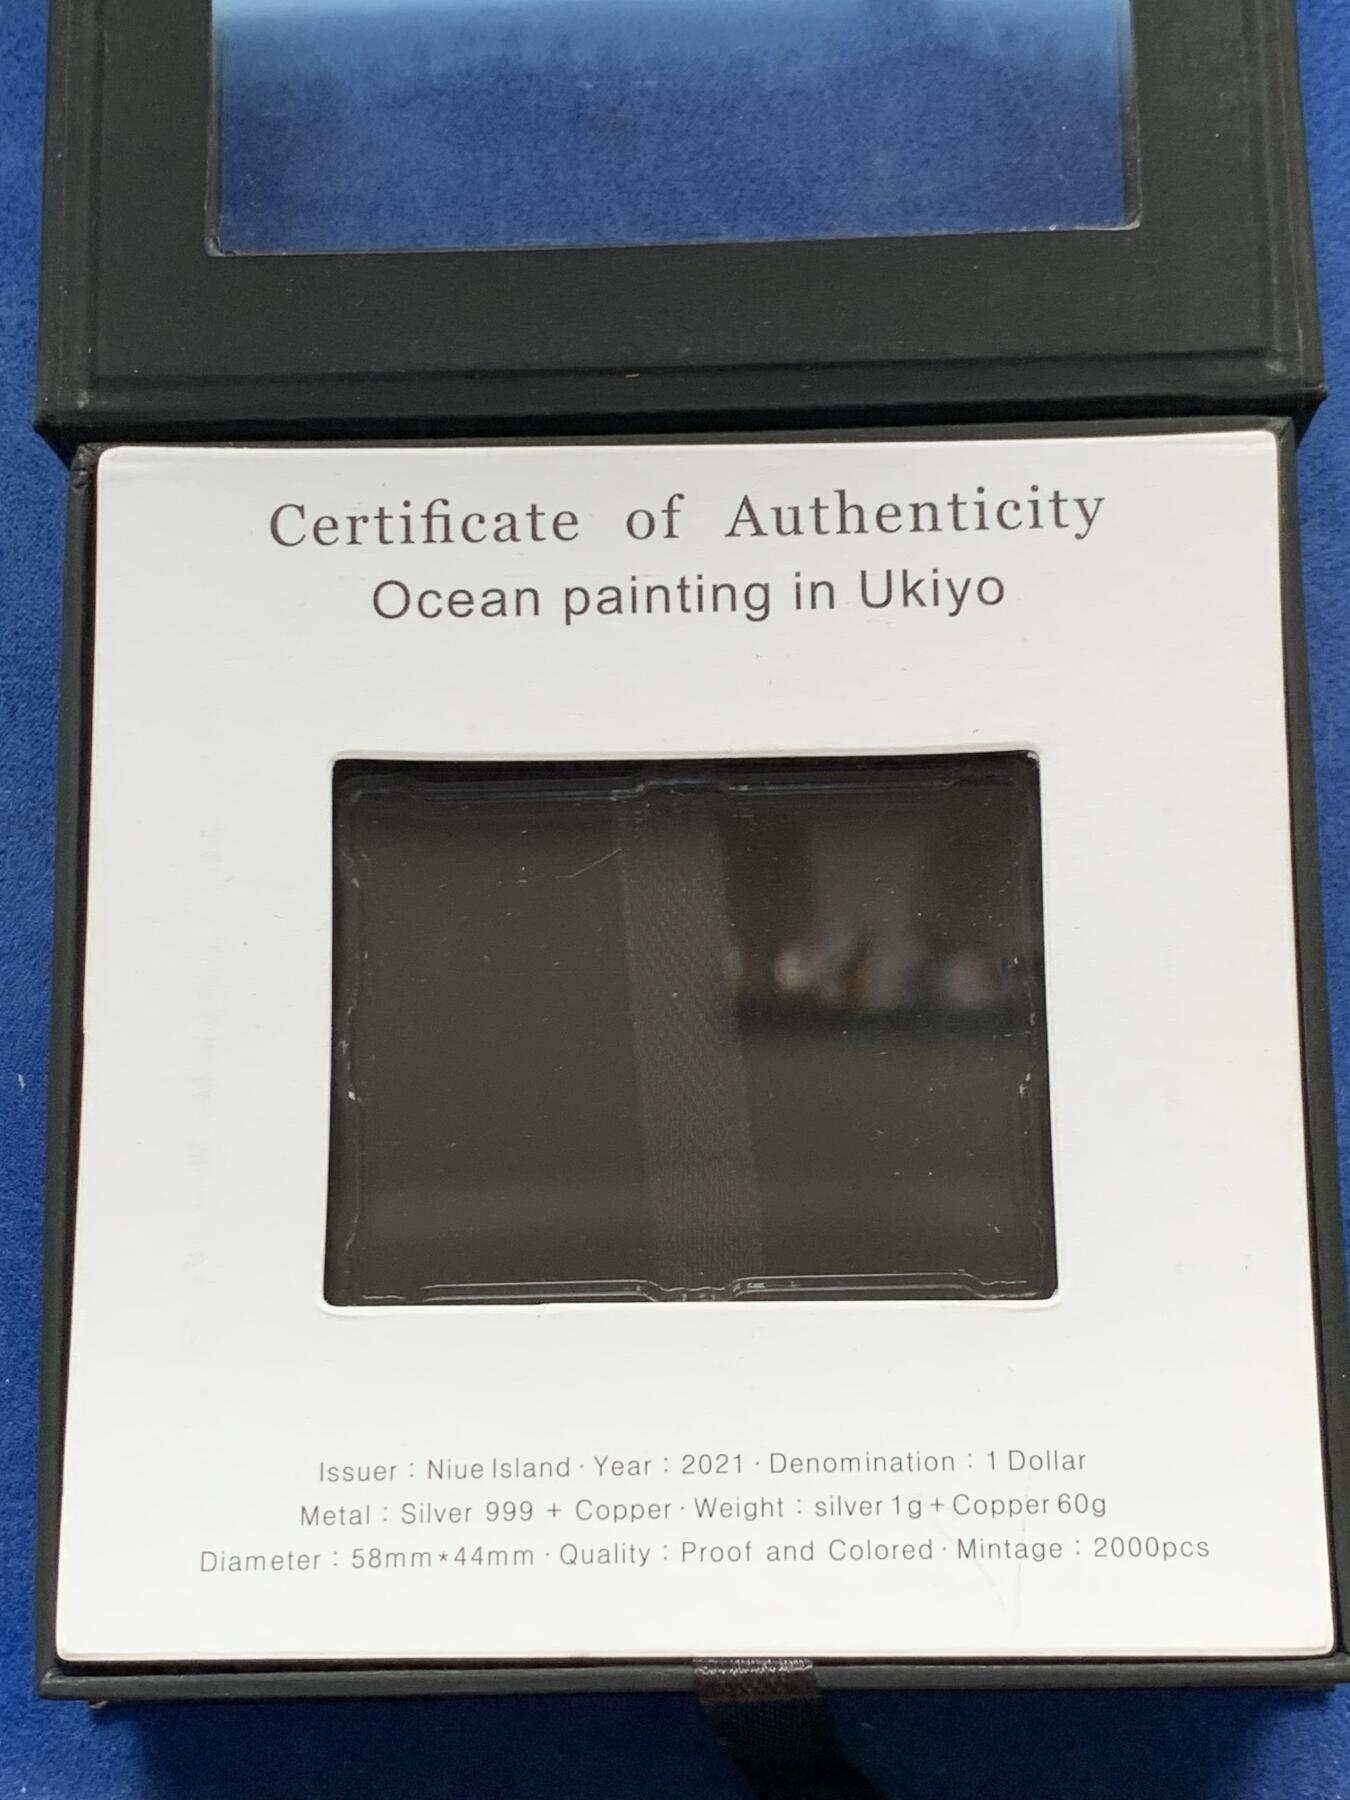 Certificate of Authenticity
Ocean painting in Ukiyo
Issuer : Niue Island · Year : 2021 · Denomination : 1 Dollar
Metal : Silver 999 + Copper · Weight : silver 1g + Copper 60g
Diameter : 58mm*44mm · Quality : Proof and Colored · Mintage : 2000pcs